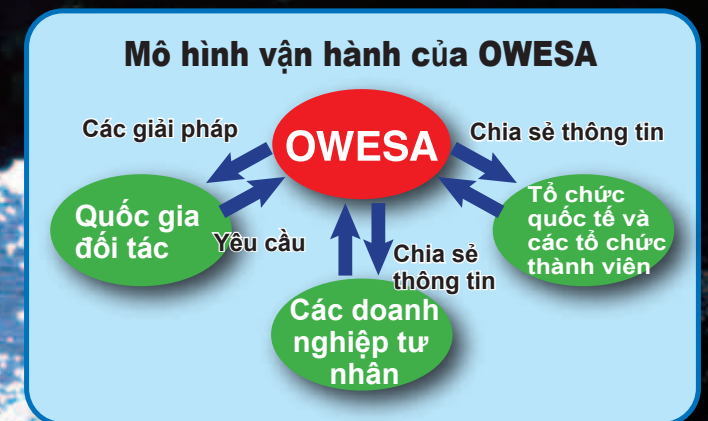 Mô hình vận hành của OWESA
Các giải pháp
OWESA
Chia sẻ thông tin
Quốc gia
đối tác
Yêu cầu
Chia sẻ
thông tin
Tổ chức
quốc tế và
các tổ chức
thành viên
Các doanh
nghiệp tư
nhân